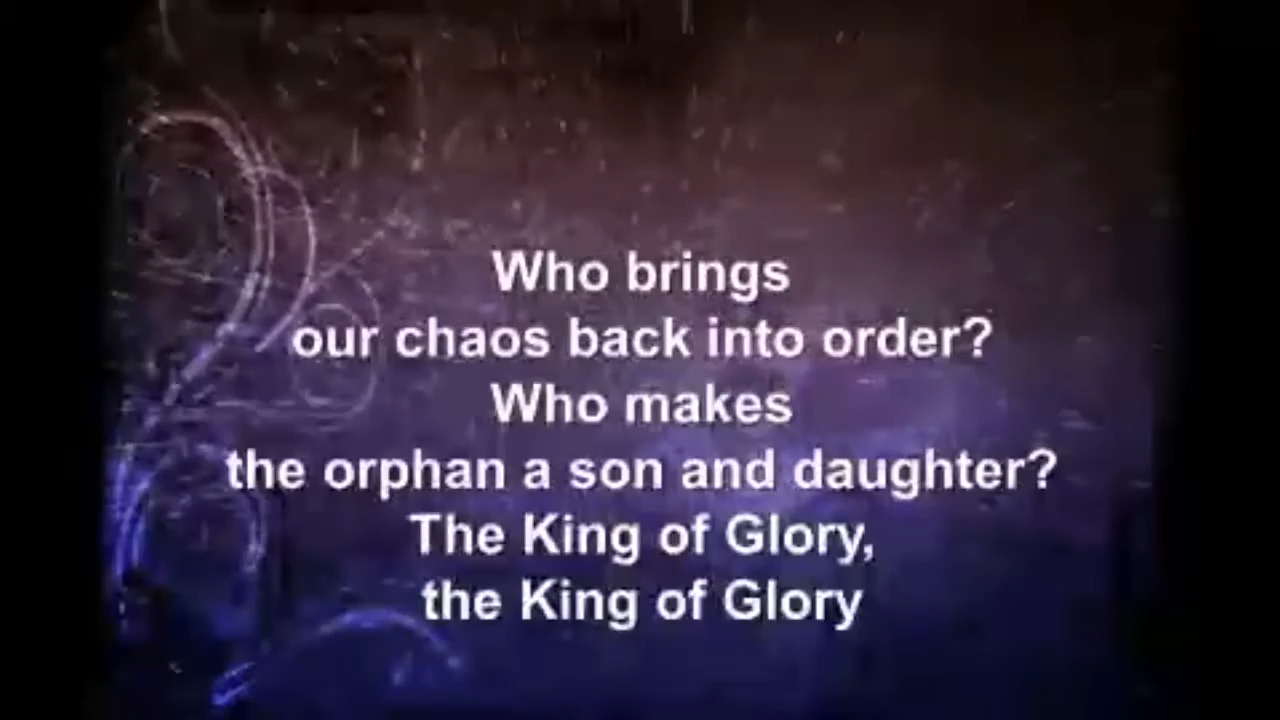 Who brings
our chaos back into order?
Who makes
the orphan a son and daughter?
The King of Glory,
the King of Glory